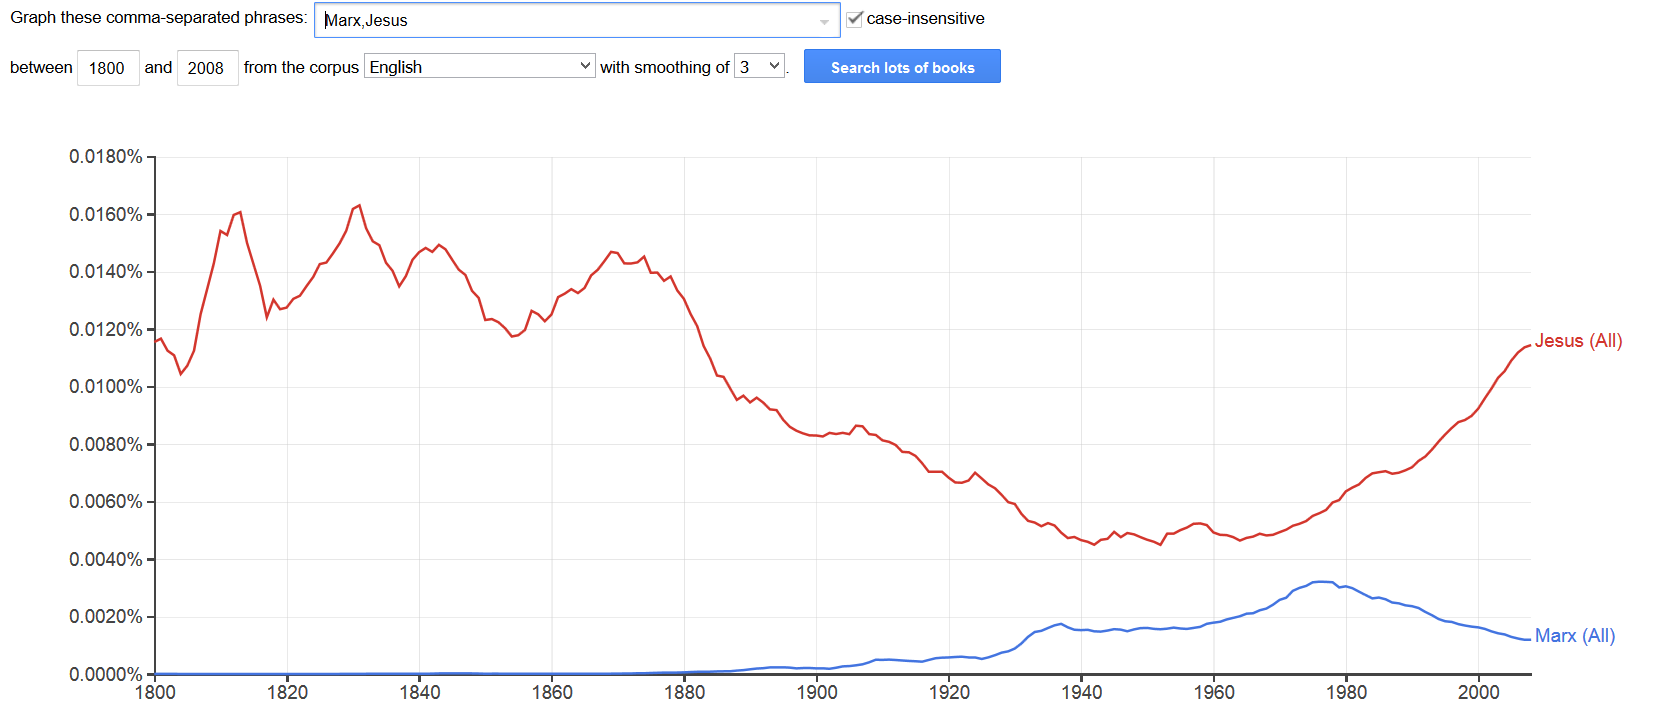 Graph these comma-separated phrases: Marx,Jesus case-insensitive
between 1800 and 2008 from the corpus English with smoothing of 3. Search lots of books
0.0180%
0.0160%
0.0140%
0.0120%
0.0100%
0.0080%
0.0060%
0.0040%
0.0020%
0.0000%
Jesus (All)
Marx (All)
1800 1820 1840 1860 1880 1900 1920 1940 1960 1980 2000